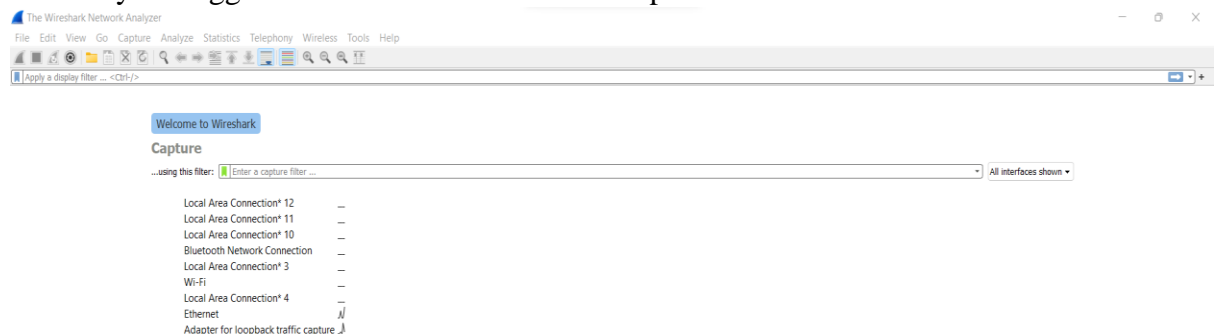 The Wireshark Network Analyzer
File Edit View Go Capture Analyze Statistics Telephony Wireless Tools Help
Apply a display filter ... <Ctrl-/>
Welcome to Wireshark
Capture
...using this filter: Enter a capture filter ... All interfaces shown
Local Area Connection* 12
Local Area Connection* 11
Local Area Connection* 10
Bluetooth Network Connection
Local Area Connection* 3
Wi-Fi
Local Area Connection* 4
Ethernet
Adapter for loopback traffic capture